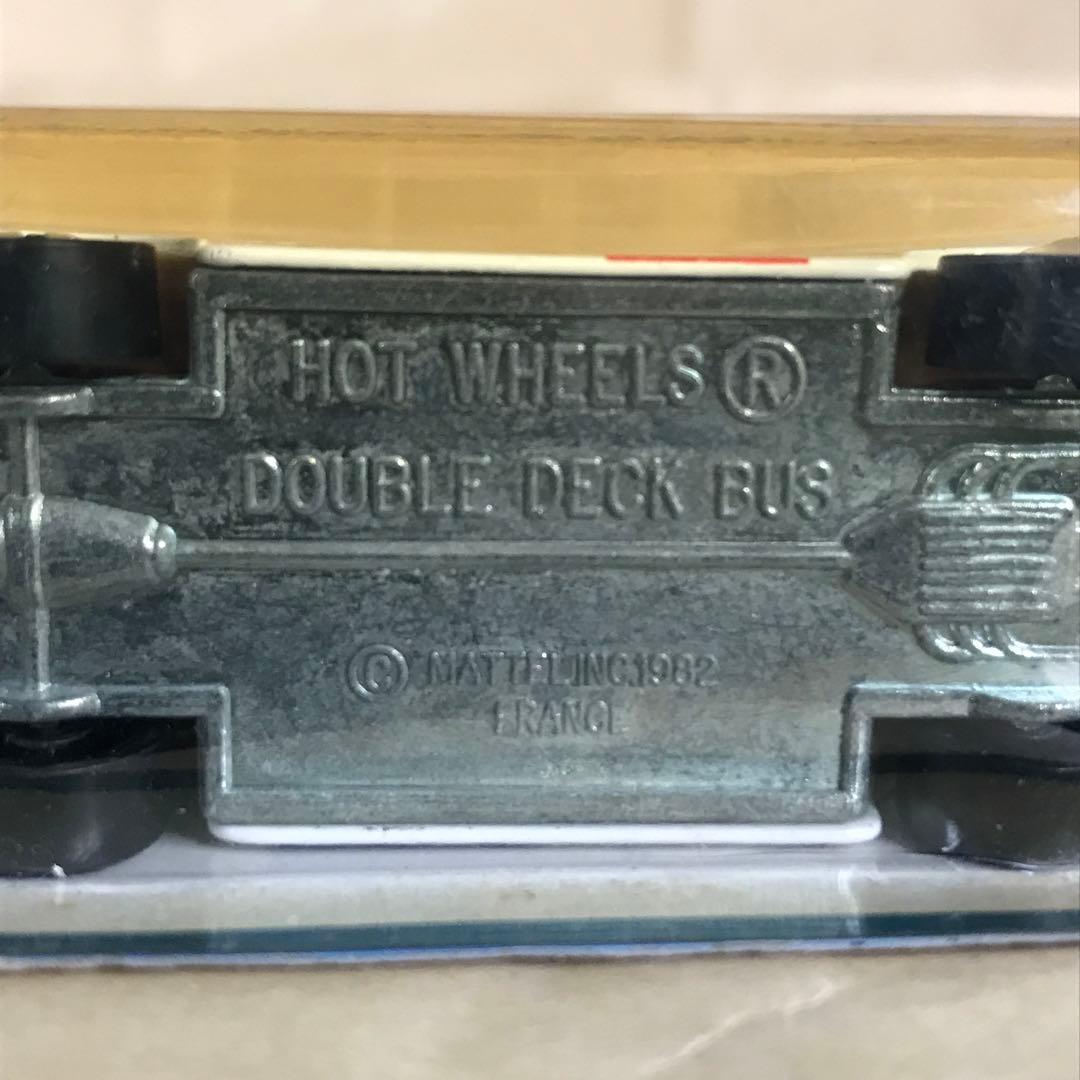 HOT WHEELS®
DOUBLE DECK BUS
© MATTEL,INC.1982
FRANCE